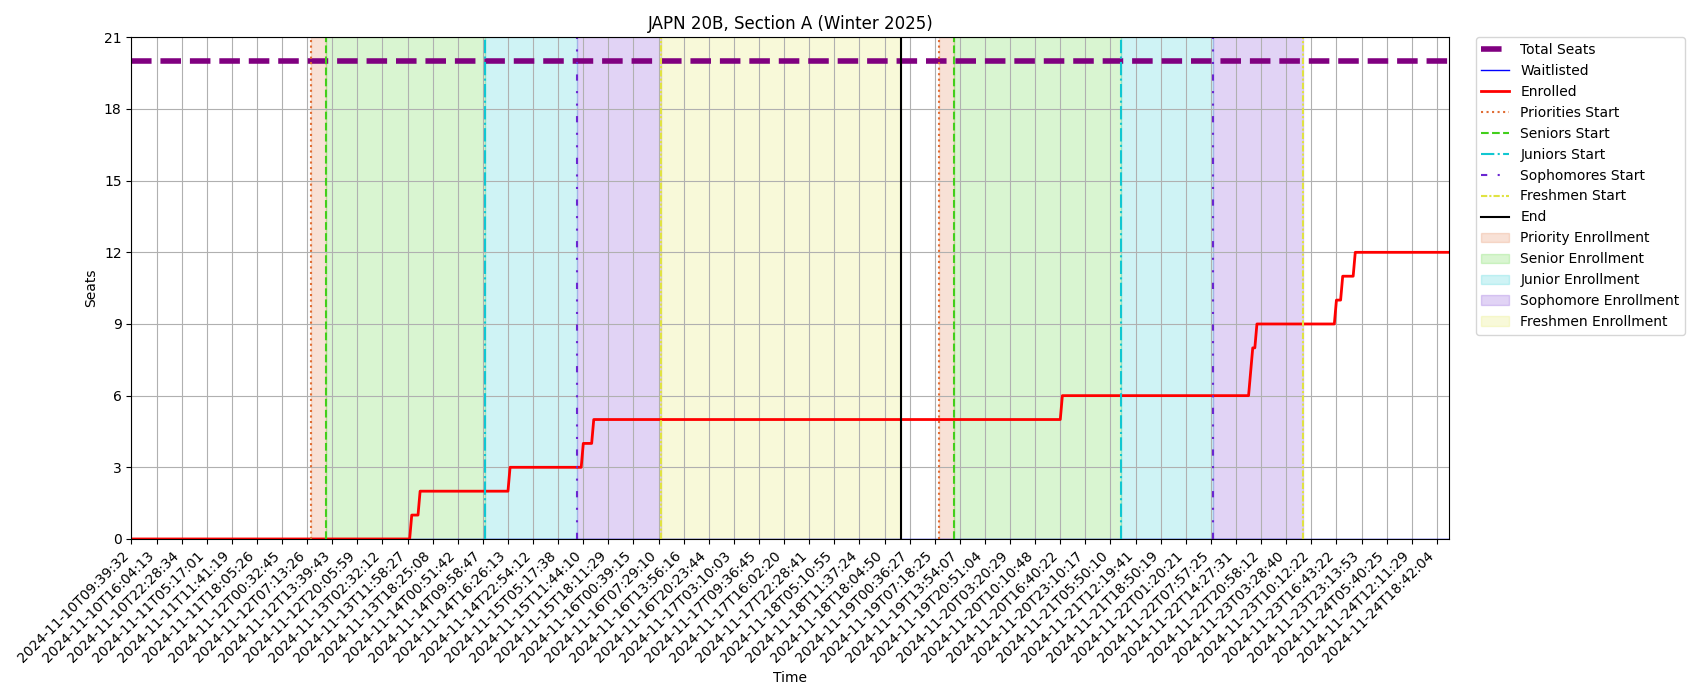 JAPN 20B, Section A (Winter 2025)
21
18
15
12
9
6
3
0
Seats
2024-11-10T09:39:32
2024-11-10T16:04:13
2024-11-10T22:28:34
2024-11-11T05:17:01
2024-11-11T11:41:19
2024-11-11T18:05:26
2024-11-12T00:32:45
2024-11-12T07:13:26
2024-11-12T13:39:43
2024-11-12T20:05:59
2024-11-13T02:32:12
2024-11-13T11:58:27
2024-11-13T18:25:08
2024-11-14T00:51:42
2024-11-14T09:58:47
2024-11-14T16:26:13
2024-11-14T22:54:12
2024-11-15T05:17:38
2024-11-15T11:44:10
2024-11-15T18:11:29
2024-11-16T00:39:15
2024-11-16T07:29:10
2024-11-16T13:56:16
2024-11-16T20:23:44
2024-11-17T03:10:03
2024-11-17T09:36:45
2024-11-17T16:02:20
2024-11-17T22:28:41
2024-11-18T05:10:55
2024-11-18T11:37:24
2024-11-18T18:04:50
2024-11-19T00:36:27
2024-11-19T07:18:25
2024-11-19T13:54:07
2024-11-19T20:51:04
2024-11-20T03:20:29
2024-11-20T10:10:48
2024-11-20T16:40:22
2024-11-20T23:10:17
2024-11-21T05:50:10
2024-11-21T12:19:41
2024-11-21T18:50:19
2024-11-22T01:20:21
2024-11-22T07:57:25
2024-11-22T14:27:31
2024-11-22T20:58:12
2024-11-23T03:28:40
2024-11-23T10:12:22
2024-11-23T16:43:22
2024-11-23T23:13:53
2024-11-24T05:40:25
2024-11-24T12:11:29
2024-11-24T18:42:04
Time
Total Seats
Waitlisted
Enrolled
Priorities Start
Seniors Start
Juniors Start
Sophomores Start
Freshmen Start
End
Priority Enrollment
Senior Enrollment
Junior Enrollment
Sophomore Enrollment
Freshmen Enrollment